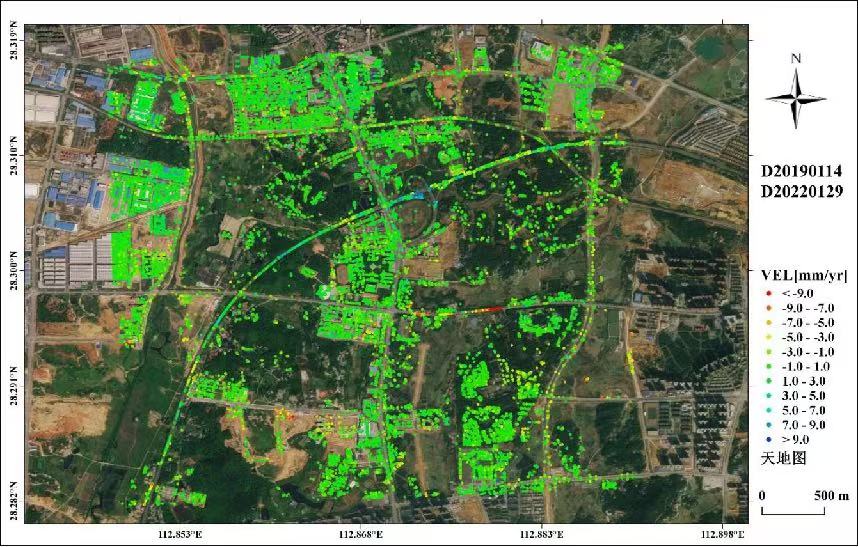 28.319°N
28.310°N
28.300°N
28.291°N
28.282°N
112.853°E
112.868°E
112.883°E
112.898°E
N
D20190114
D20220129
VEL[mm/yr]
< -9.0
-9.0 - -7.0
-7.0 - -5.0
-5.0 - -3.0
-3.0 - -1.0
-1.0 - 1.0
1.0 - 3.0
3.0 - 5.0
5.0 - 7.0
7.0 - 9.0
> 9.0
天地图
0 500 m